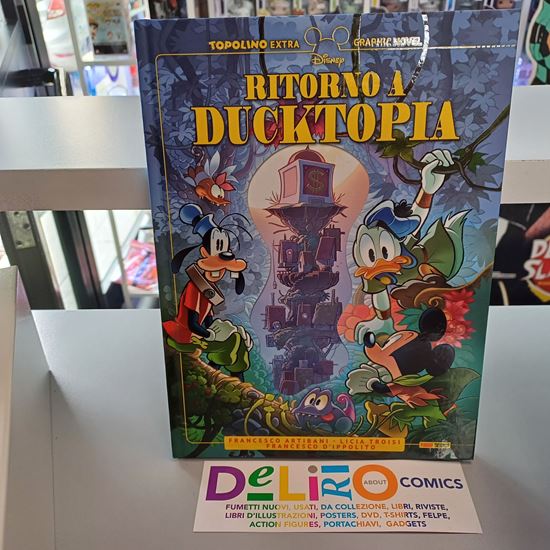 TOPOLINO EXTRA GRAPHIC NOVEL
Disney
RITORNO A
DUCKTOPIA
$
FRANCESCO ARTIBANI - LICIA TROISI
FRANCESCO D'IPPOLITO
DeLiRiO ABOUT COMICS
FUMETTI NUOVI, USATI, DA COLLEZIONE, LIBRI, RIVISTE,
LIBRI D'ILLUSTRAZIONI, POSTERS, DVD, T-SHIRTS, FELPE,
ACTION FIGURES, PORTACHIAVI, GADGETS